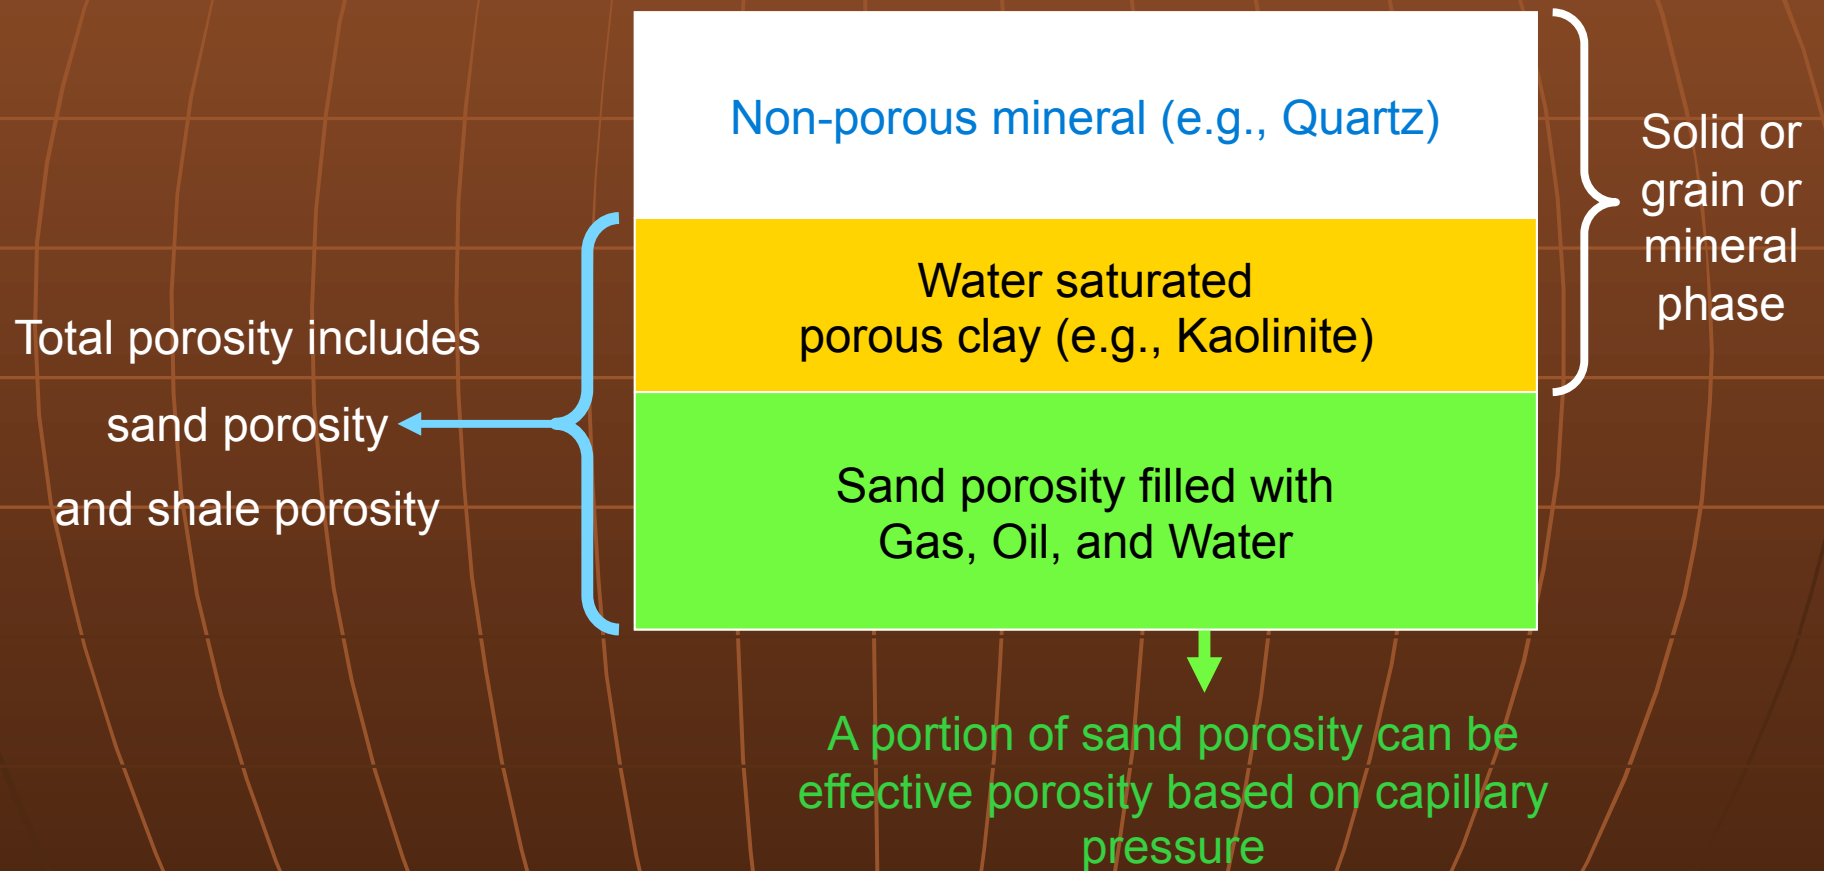 Non-porous mineral (e.g., Quartz)
Solid or
grain or
mineral
phase
Water saturated
porous clay (e.g., Kaolinite)
Total porosity includes
sand porosity
and shale porosity
Sand porosity filled with
Gas, Oil, and Water
A portion of sand porosity can be
effective porosity based on capillary
pressure